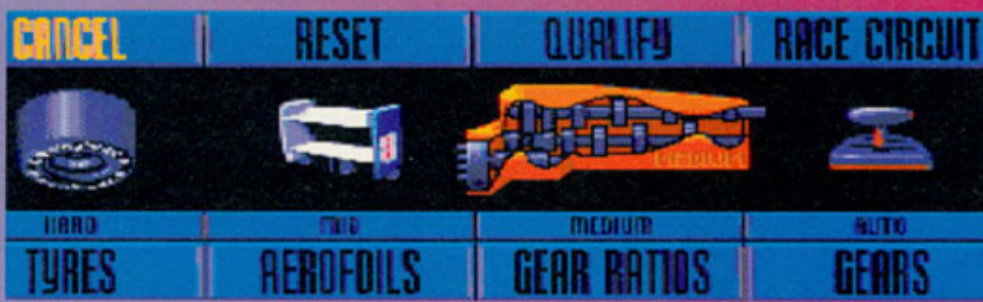 CANCEL RESET QUALIFY RACE CIRCUIT
HARD MID MEDIUM AUTO
TYRES AEROFOILS GEAR RATIOS GEARS